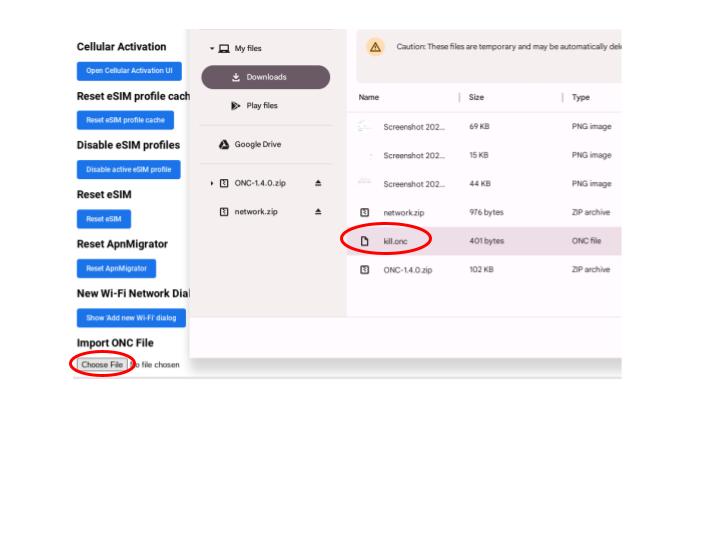 Cellular Activation
Open Cellular Activation UI
Reset eSIM profile cach
Reset eSIM profile cache
Disable eSIM profiles
Disable active eSIM profile
Reset eSIM
Reset eSIM
Reset ApnMigrator
Reset ApnMigrator
New Wi-Fi Network Dial
Show 'Add new Wi-Fi' dialog
Import ONC File
Choose File No file chosen
My files
Downloads
Play files
Google Drive
ONC-1.4.0.zip
network.zip
Caution: These files are temporary and may be automatically dele
Name Size Type
Screenshot 202... 69 KB PNG image
Screenshot 202... 15 KB PNG image
Screenshot 202... 44 KB PNG image
network.zip 976 bytes ZIP archive
kill.onc 401 bytes ONC file
ONC-1.4.0.zip 102 KB ZIP archive